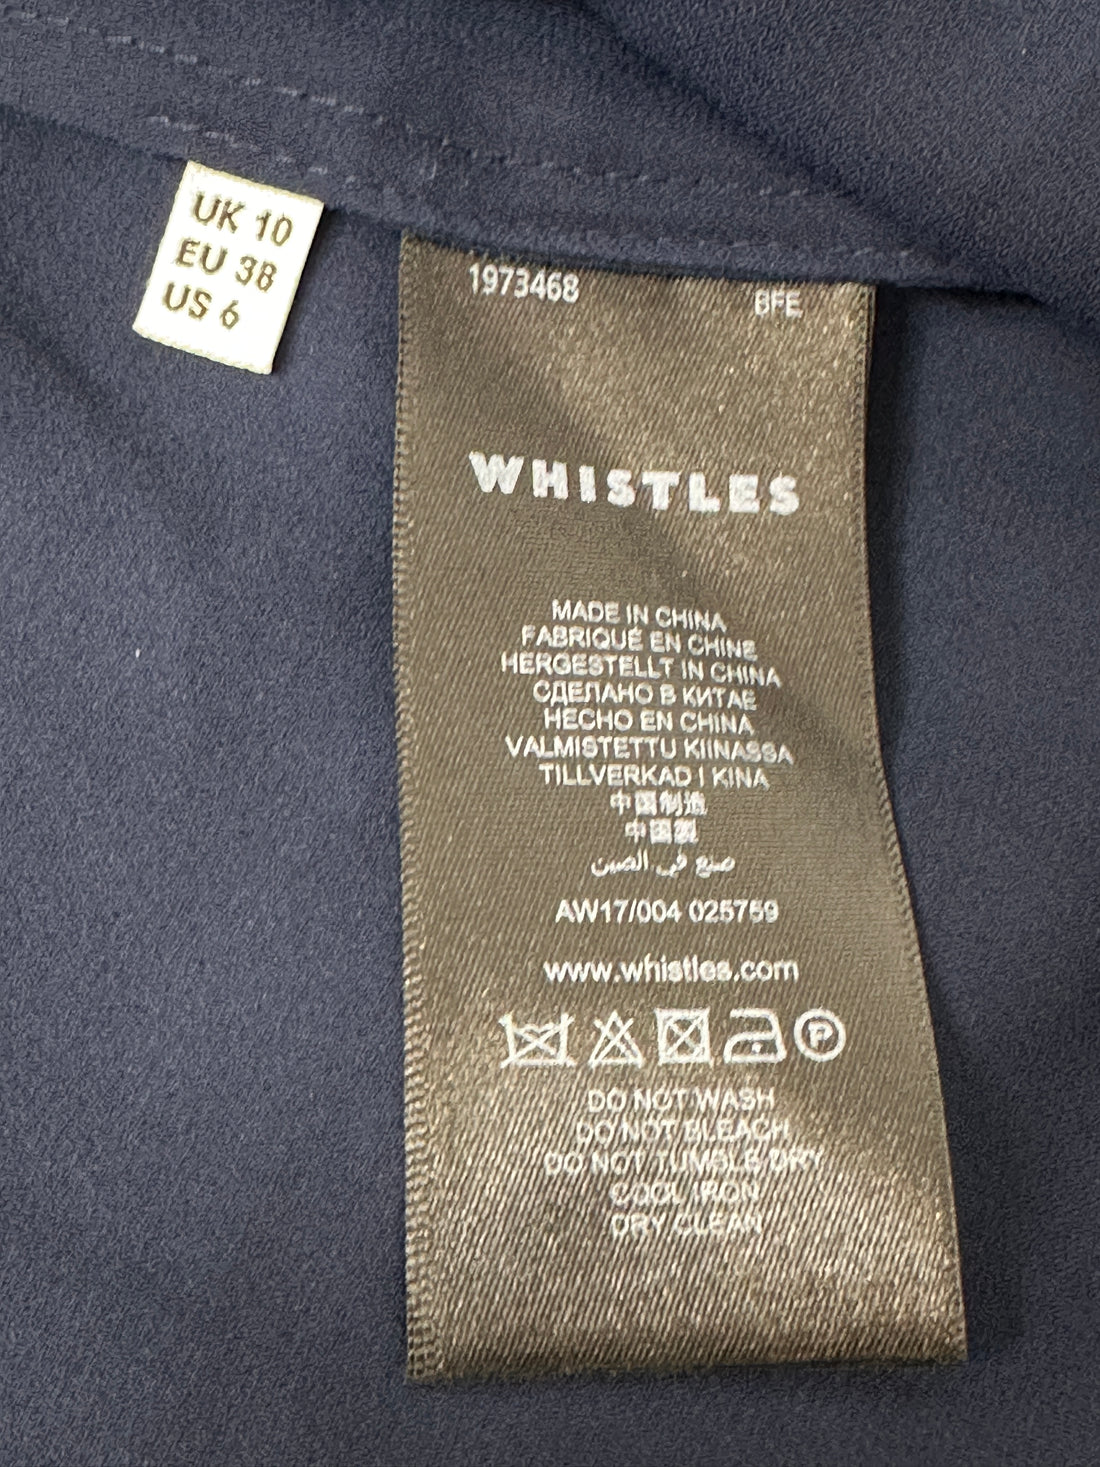 UK 10
EU 38
US 6
1973468 BFE
WHISTLES
MADE IN CHINA
FABRIQUÉ EN CHINE
HERGESTELLT IN CHINA
СДЕЛАНО В КИТАЕ
HECHO EN CHINA
VALMISTETTU KIINASSA
TILLVERKAD I KINA
中国制造
中国製
صنع في الصين
AW17/004 025759
www.whistles.com
P
DO NOT WASH
DO NOT BLEACH
DO NOT TUMBLE DRY
COOL IRON
DRY CLEAN